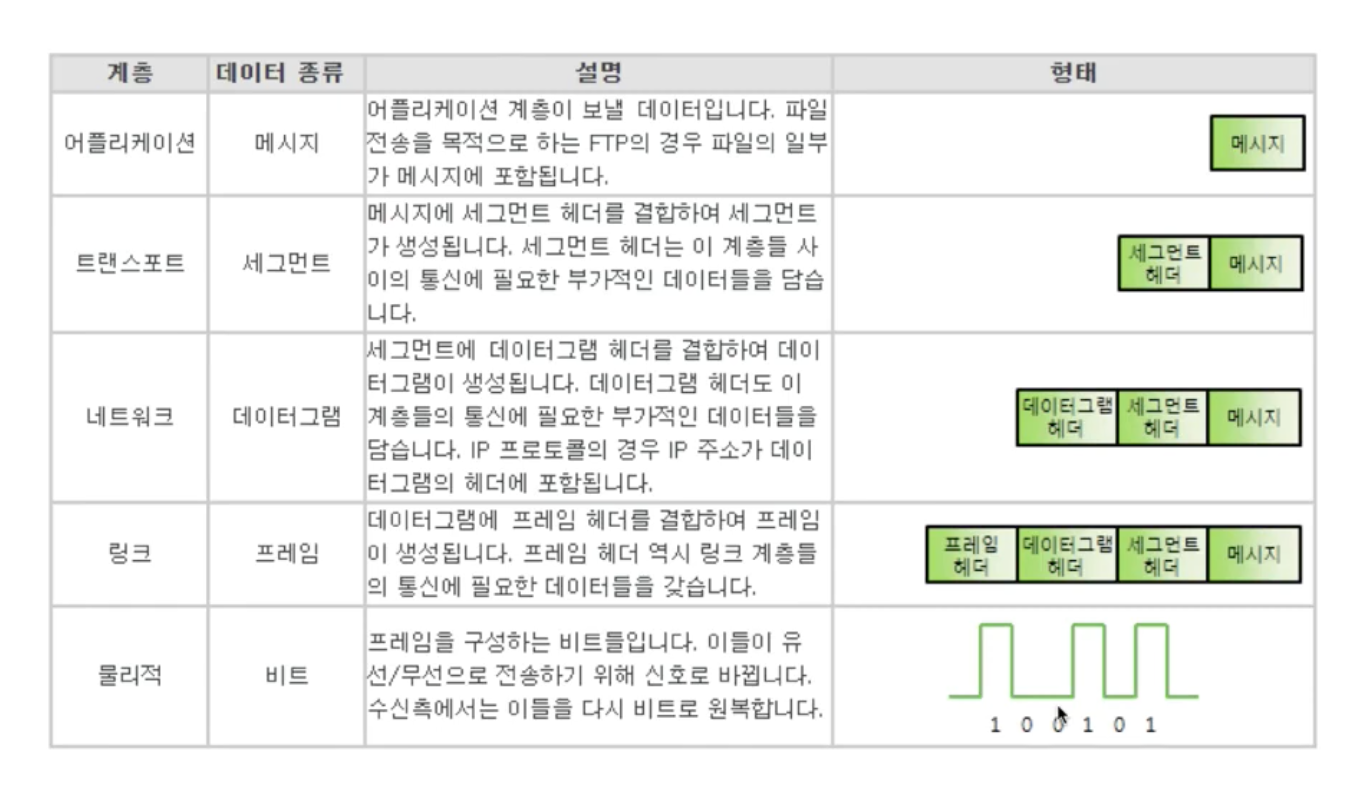 계층 데이터 종류 설명 형태
어플리케이션
메시지
어플리케이션 계층이 보낼 데이터입니다. 파일
전송을 목적으로 하는 FTP의 경우 파일의 일부
가 메시지에 포함됩니다.
메시지
트랜스포트
세그먼트
메시지에 세그먼트 헤더를 결합하여 세그먼트
가 생성됩니다. 세그먼트 헤더는 이 계층들 사
이의 통신에 필요한 부가적인 데이터들을 담습
니다.
세그먼트
헤더
메시지
네트워크
데이터그램
세그먼트에 데이터그램 헤더를 결합하여 데이
터그램이 생성됩니다. 데이터그램 헤더도 이
계층들의 통신에 필요한 부가적인 데이터들을
담습니다. IP 프로토콜의 경우 IP 주소가 데이
터그램의 헤더에 포함됩니다.
데이터그램
헤더
세그먼트
헤더
메시지
링크
프레임
데이터그램에 프레임 헤더를 결합하여 프레임
이 생성됩니다. 프레임 헤더 역시 링크 계층들
의 통신에 필요한 데이터들을 갖습니다.
프레임
헤더
데이터그램
헤더
세그먼트
헤더
메시지
물리적
비트
프레임을 구성하는 비트들입니다. 이들이 유
선/무선으로 전송하기 위해 신호로 바뀝니다.
수신측에서는 이들을 다시 비트로 원복합니다.
1 0 0 1 0 1